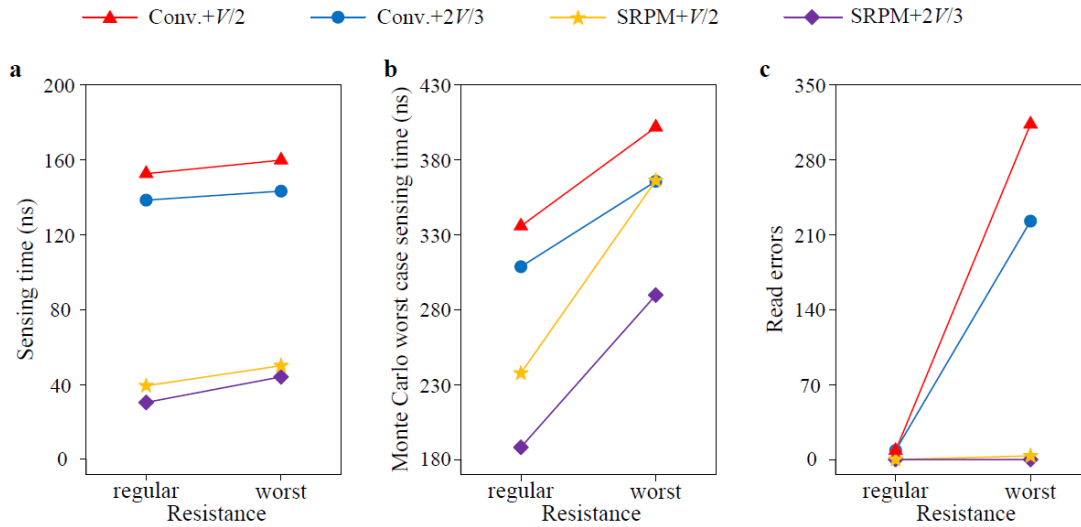 Conv.+V/2 Conv.+2V/3 SRPM+V/2 SRPM+2V/3
a
200
160
120
80
40
0
Sensing time (ns)
regular worst
Resistance
b
430
380
330
280
230
180
Monte Carlo worst case sensing time (ns)
regular worst
Resistance
c
350
280
210
140
70
0
Read errors
regular worst
Resistance